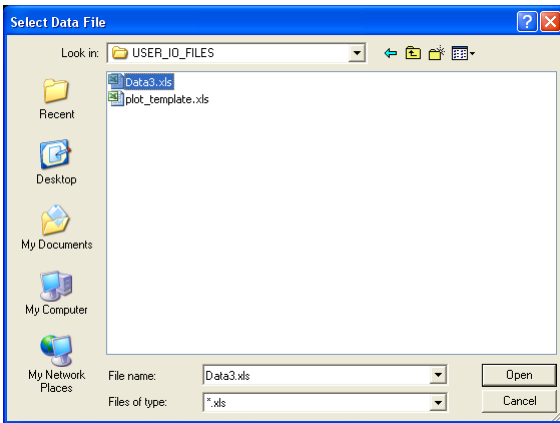 Select Data File
Look in: USER_IO_FILES
Data3.xls
plot_template.xls
Recent
Desktop
My Documents
My Computer
My Network
Places
File name: Data3.xls Open
Files of type: *.xls Cancel